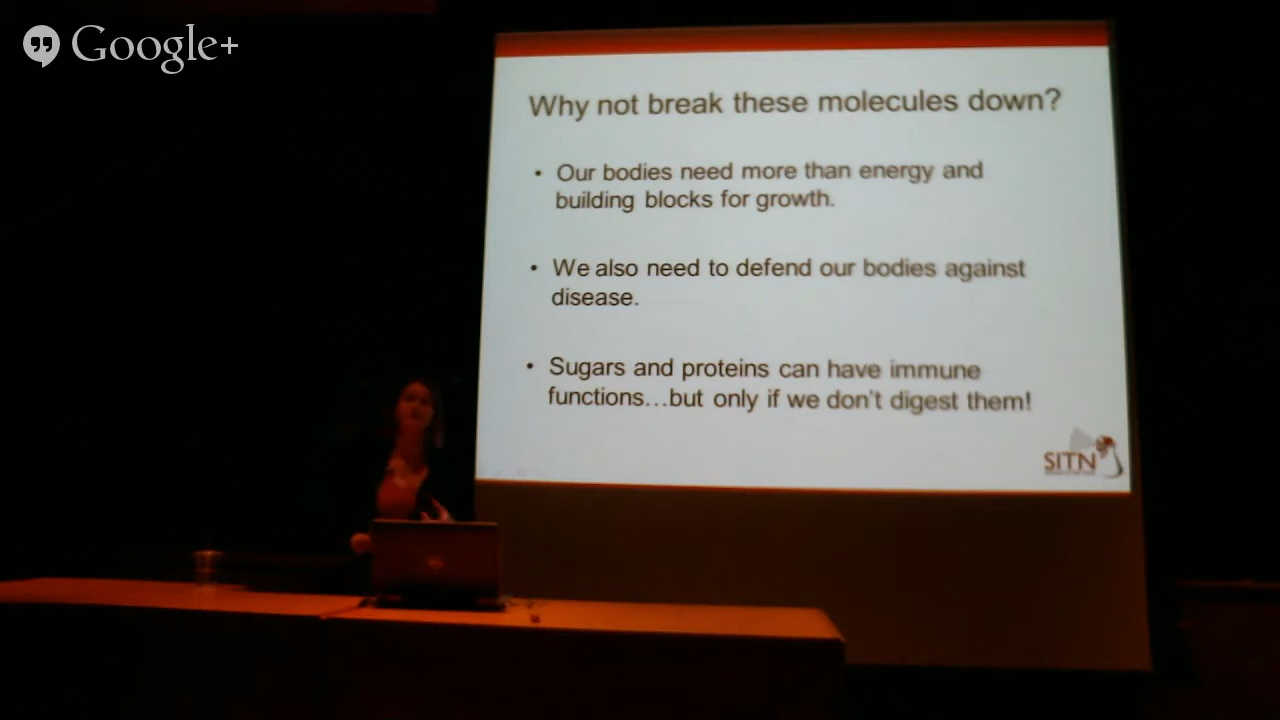 Google+
Why not break these molecules down?
• Our bodies need more than energy and
building blocks for growth.
• We also need to defend our bodies against
disease.
• Sugars and proteins can have immune
functions…but only if we don't digest them!
SITN